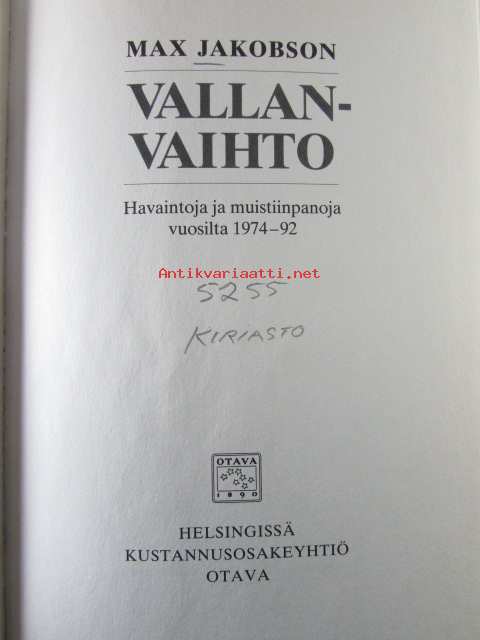 MAX JAKOBSON
VALLAN-
VAIHTO
Havaintoja ja muistiinpanoja
vuosilta 1974–92
Antikvariaatti.net
5255
KIRJASTO
OTAVA
1890
HELSINGISSÄ
KUSTANNUSOSAKEYHTIÖ
OTAVA